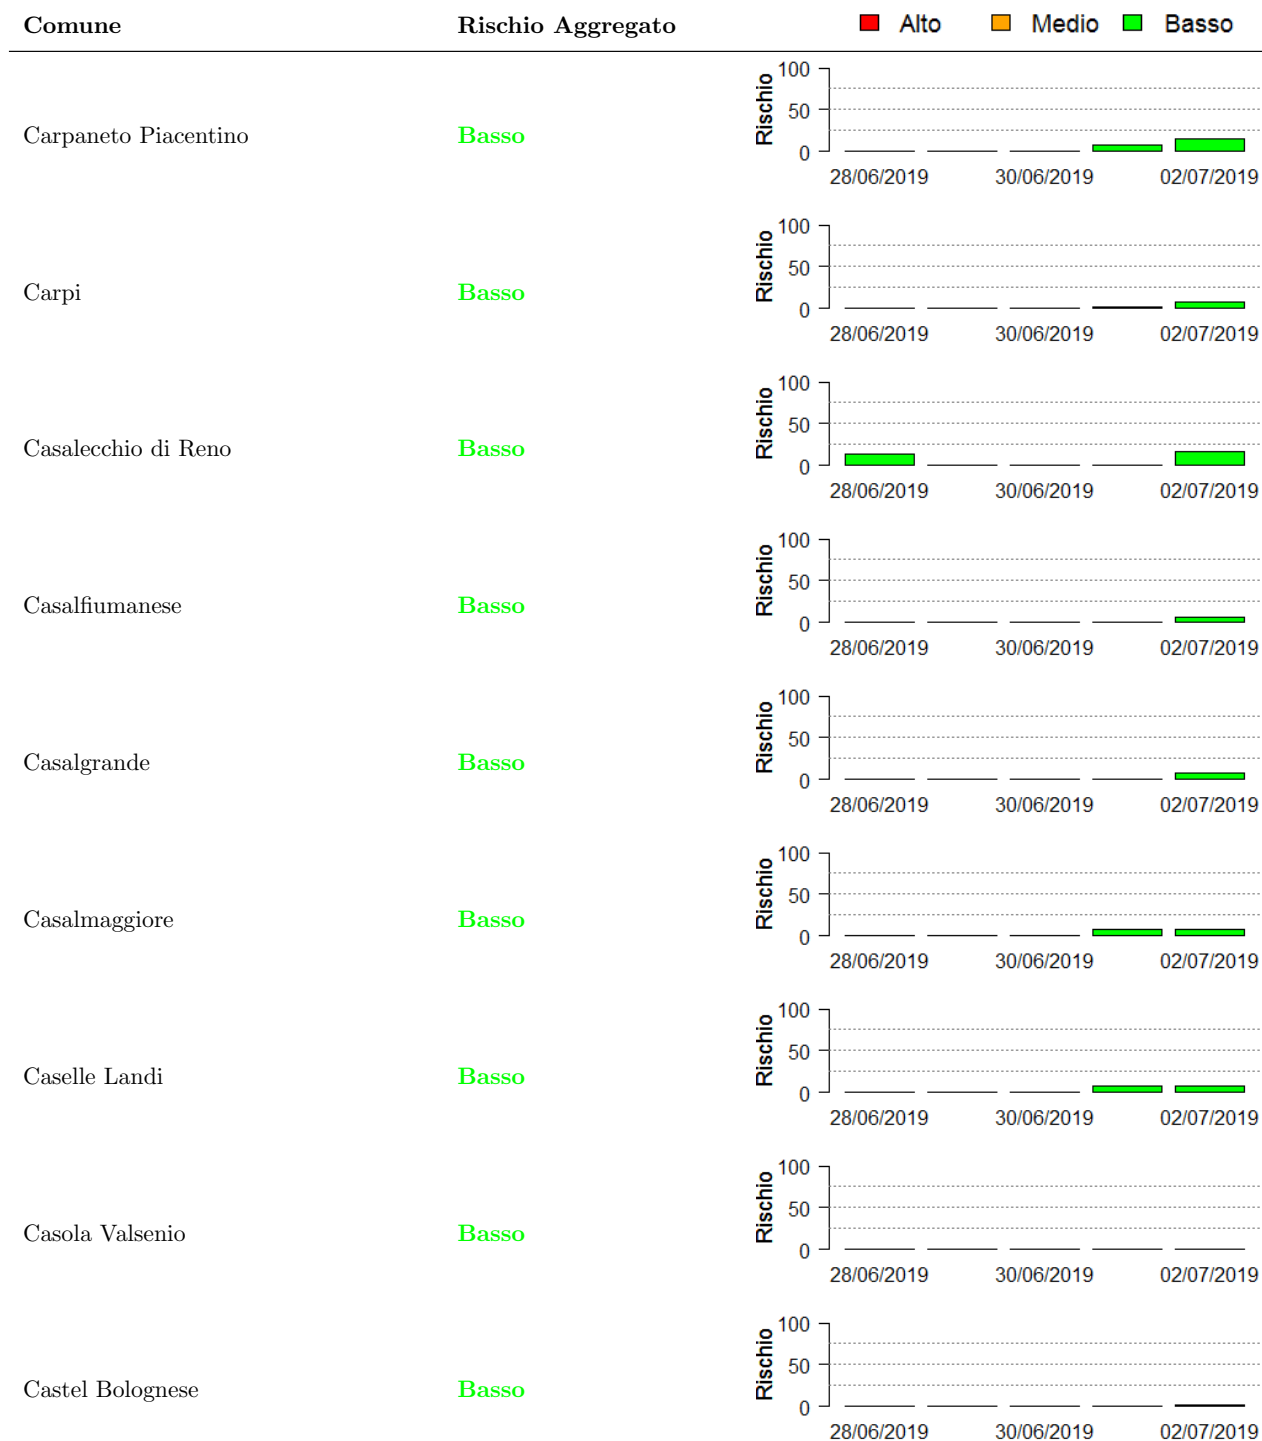 Comune Rischio Aggregato Alto Medio Basso
Carpaneto Piacentino Basso
Rischio
100
50
0
28/06/2019 30/06/2019 02/07/2019
Carpi Basso
Rischio
100
50
0
28/06/2019 30/06/2019 02/07/2019
Casalecchio di Reno Basso
Rischio
100
50
0
28/06/2019 30/06/2019 02/07/2019
Casalfiumanese Basso
Rischio
100
50
0
28/06/2019 30/06/2019 02/07/2019
Casalgrande Basso
Rischio
100
50
0
28/06/2019 30/06/2019 02/07/2019
Casalmaggiore Basso
Rischio
100
50
0
28/06/2019 30/06/2019 02/07/2019
Caselle Landi Basso
Rischio
100
50
0
28/06/2019 30/06/2019 02/07/2019
Casola Valsenio Basso
Rischio
100
50
0
28/06/2019 30/06/2019 02/07/2019
Castel Bolognese Basso
Rischio
100
50
0
28/06/2019 30/06/2019 02/07/2019